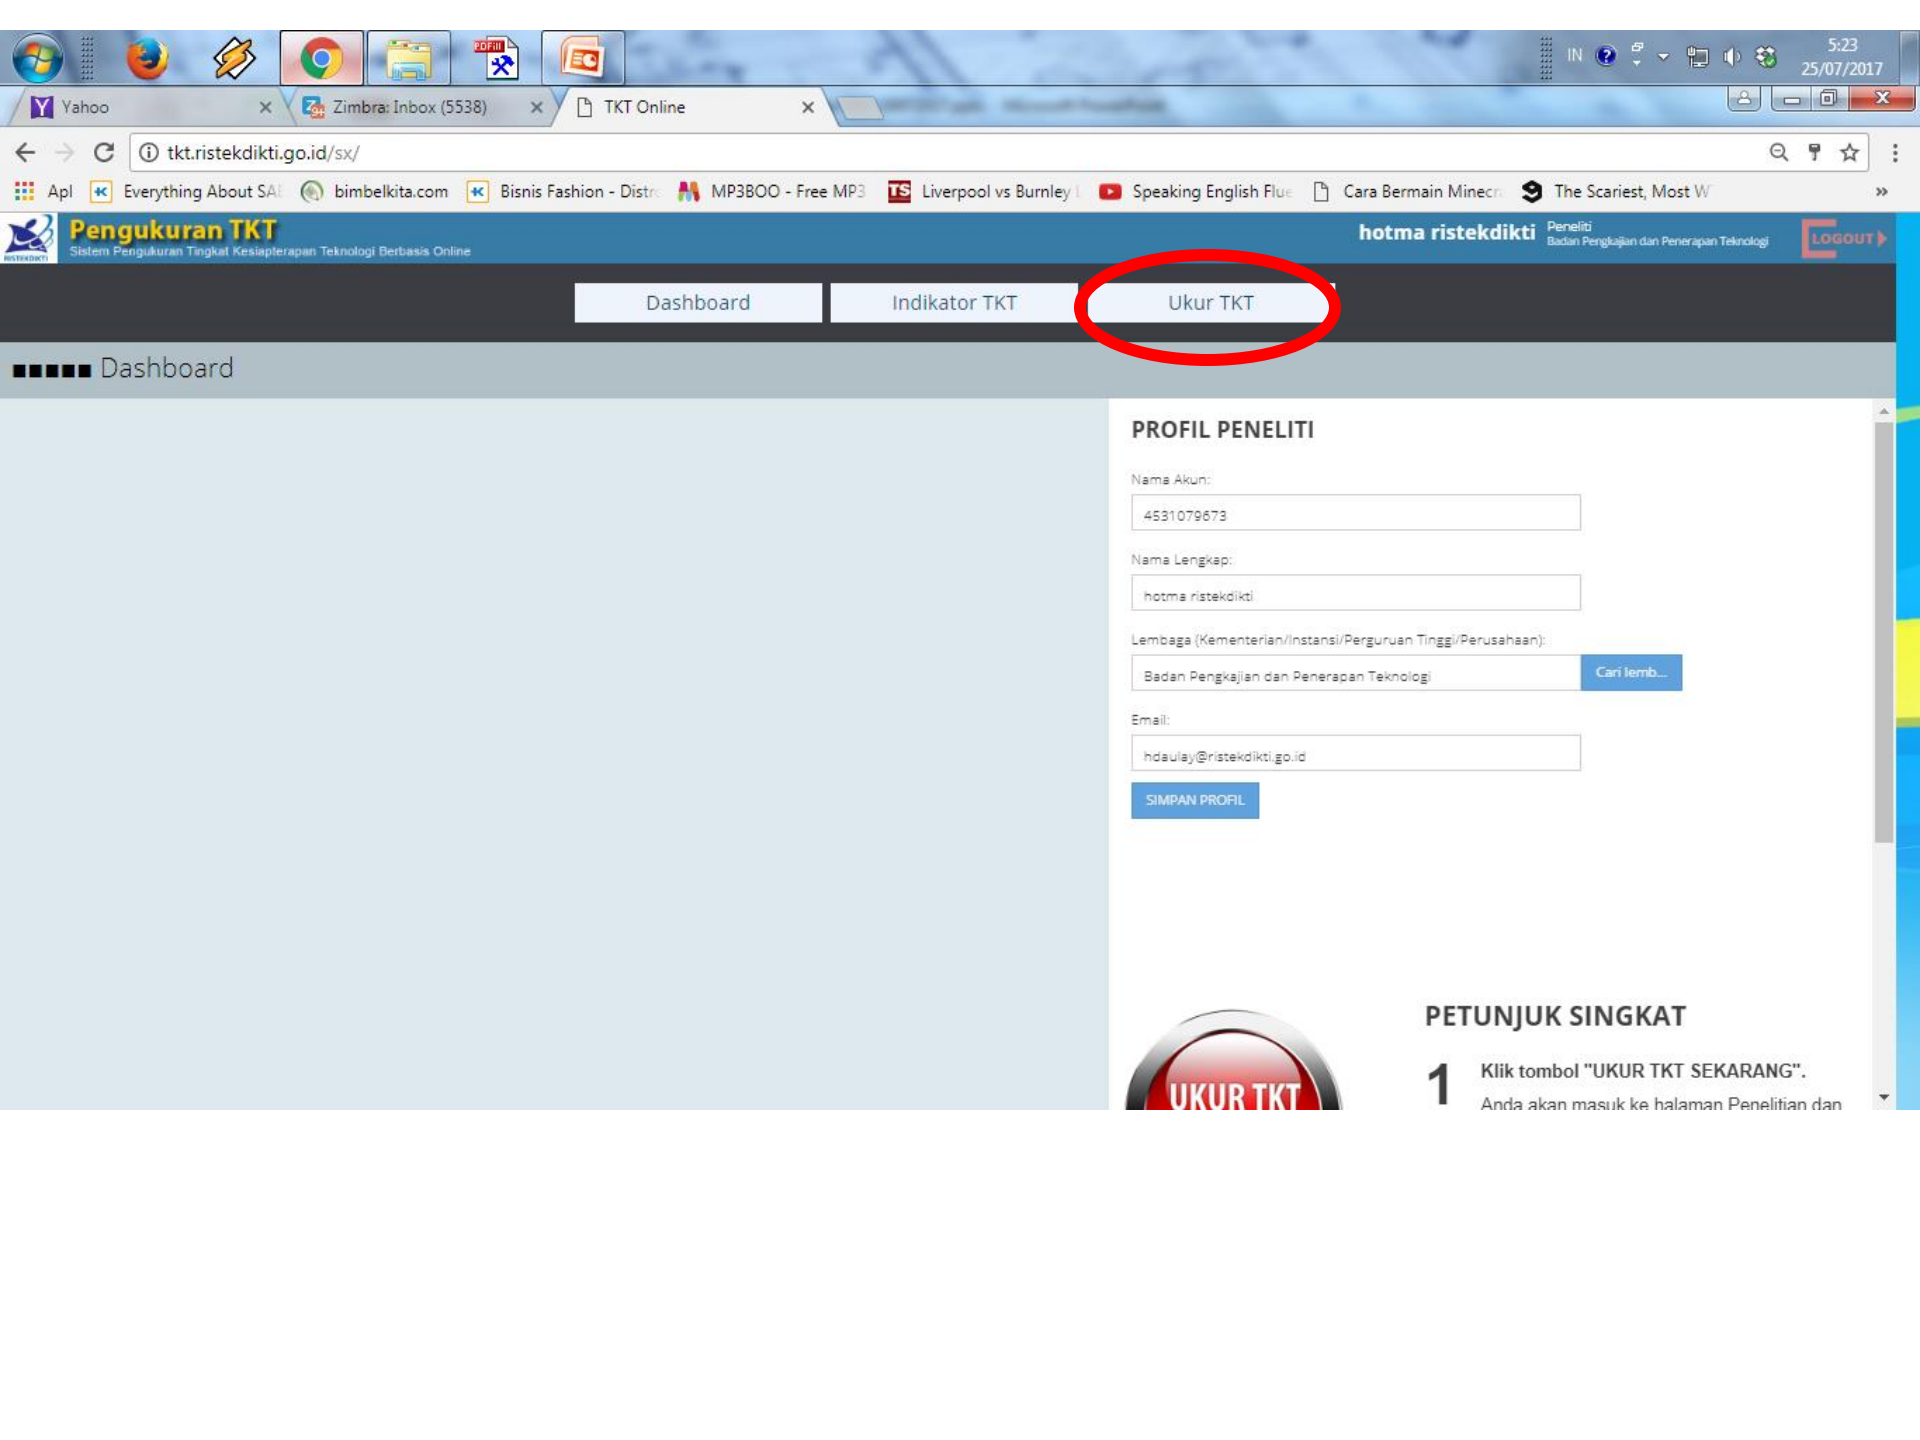 IN
5:23
25/07/2017
Yahoo
Zimbra: Inbox (5538)
TKT Online
tkt.ristekdikti.go.id/sx/
Apl
Everything About SAB
bimbelkita.com
Bisnis Fashion - Distro
MP3BOO - Free MP3
TS
Liverpool vs Burnley
Speaking English Flue
Cara Bermain Minecr
The Scariest, Most W
»
RISTEKDIKTI
Pengukuran TKT
Sistem Pengukuran Tingkat Kesiapterapan Teknologi Berbasis Online
hotma ristekdikti
Peneliti
Badan Pengkajian dan Penerapan Teknologi
LOGOUT
Dashboard
Indikator TKT
Ukur TKT
Dashboard
PROFIL PENELITI
Nama Akun:
4531079673
Nama Lengkap:
hotma ristekdikti
Lembaga (Kementerian/Instansi/Perguruan Tinggi/Perusahaan):
Badan Pengkajian dan Penerapan Teknologi
Cari lemb...
Email:
hdaulay@ristekdikti.go.id
SIMPAN PROFIL
UKUR TKT
PETUNJUK SINGKAT
1
Klik tombol "UKUR TKT SEKARANG".
Anda akan masuk ke halaman Penelitian dan